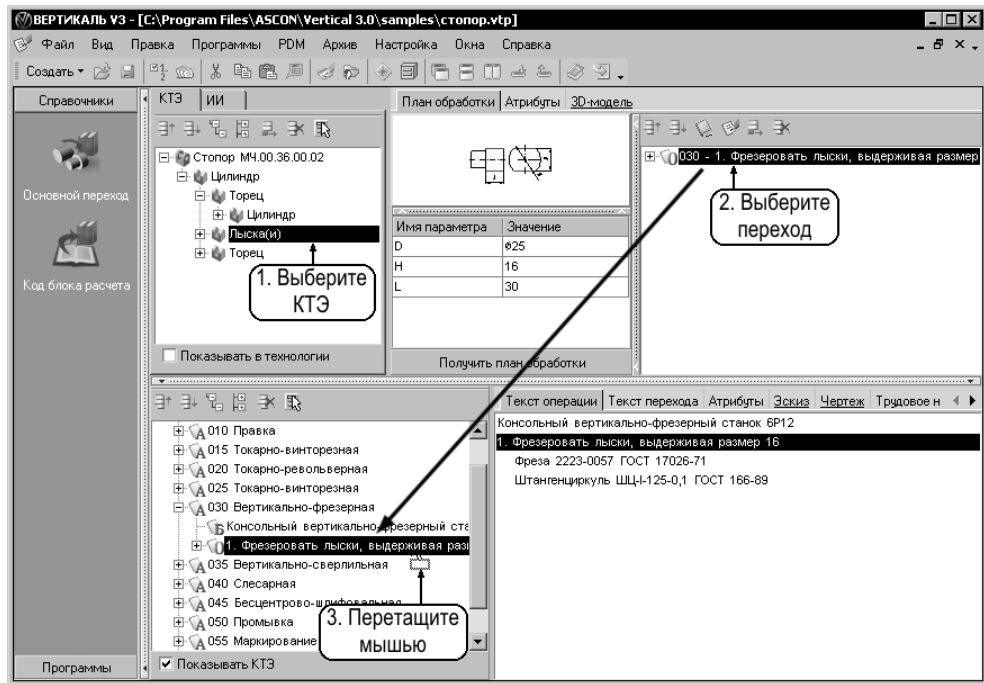 ВЕРТИКАЛЬ V3 - [C:\Program Files\ASCON\Vertical 3.0\samples\стопор.vtp]
Файл Вид Правка Программы PDM Архив Настройка Окна Справка
Создать
Справочники
КТЭ ИИ
План обработки Атрибуты 3D-модель
Стопор МЧ.00.36.00.02
Цилиндр
Торец
Цилиндр
Лыска(и)
Торец
Основной переход
Код блока расчета
1. Выберите
КТЭ
Показывать в технологии
Имя параметра Значение
D ø25
H 16
L 30
Получить план обработки
030 - 1. Фрезеровать лыски, выдерживая размер
2. Выберите
переход
010 Правка
015 Токарно-винторезная
020 Токарно-револьверная
025 Токарно-винторезная
030 Вертикально-фрезерная
Консольный вертикально-фрезерный ста
1. Фрезеровать лыски, выдерживая разм
035 Вертикально-сверлильная
040 Слесарная
045 Бесцентрово-шлифовальная
050 Промывка
055 Маркирование
3. Перетащите
мышью
Показывать КТЭ
Программы
Текст операции Текст перехода Атрибуты Эскиз Чертеж Трудовое н
Консольный вертикально-фрезерный станок 6Р12
1. Фрезеровать лыски, выдерживая размер 16
Фреза 2223-0057 ГОСТ 17026-71
Штангенциркуль ШЦ-I-125-0,1 ГОСТ 166-89